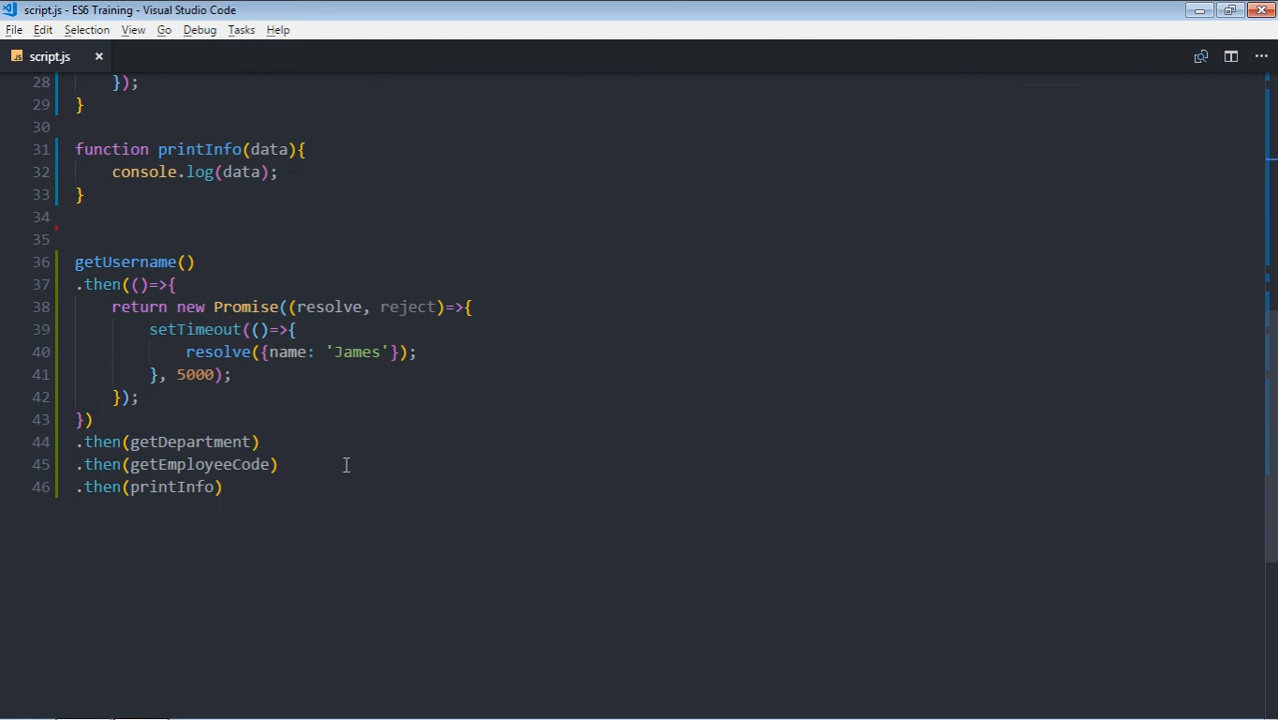 script.js - ES6 Training - Visual Studio Code
File Edit Selection View Go Debug Tasks Help
JS script.js ×
28 });
29 }
30
31 function printInfo(data){
32 console.log(data);
33 }
34
35
36 getUsername()
37 .then(()=>{
38 return new Promise((resolve, reject)=>{
39 setTimeout(()=>{
40 resolve({name: 'James'});
41 }, 5000);
42 });
43 })
44 .then(getDepartment)
45 .then(getEmployeeCode)
46 .then(printInfo)